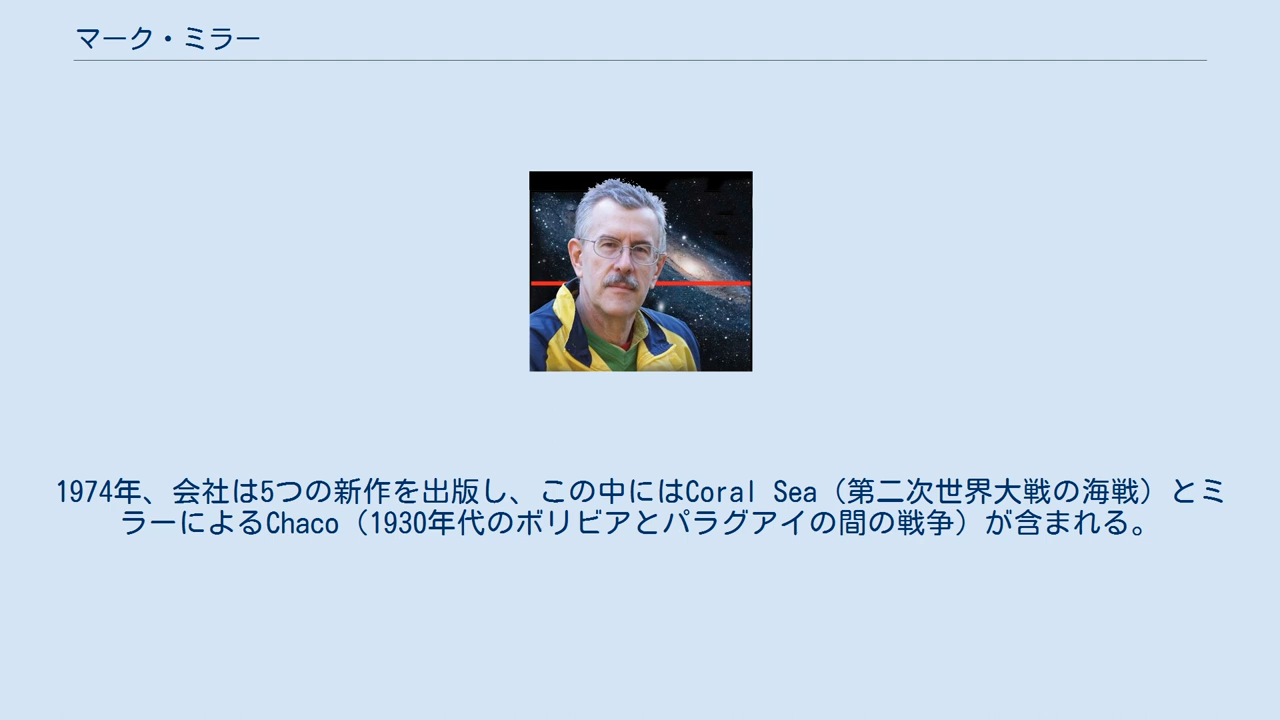 マーク・ミラー
1974年、会社は5つの新作を出版し、この中にはCoral Sea（第二次世界大戦の海戦）とミ
ラーによるChaco（1930年代のボリビアとパラグアイの間の戦争）が含まれる。